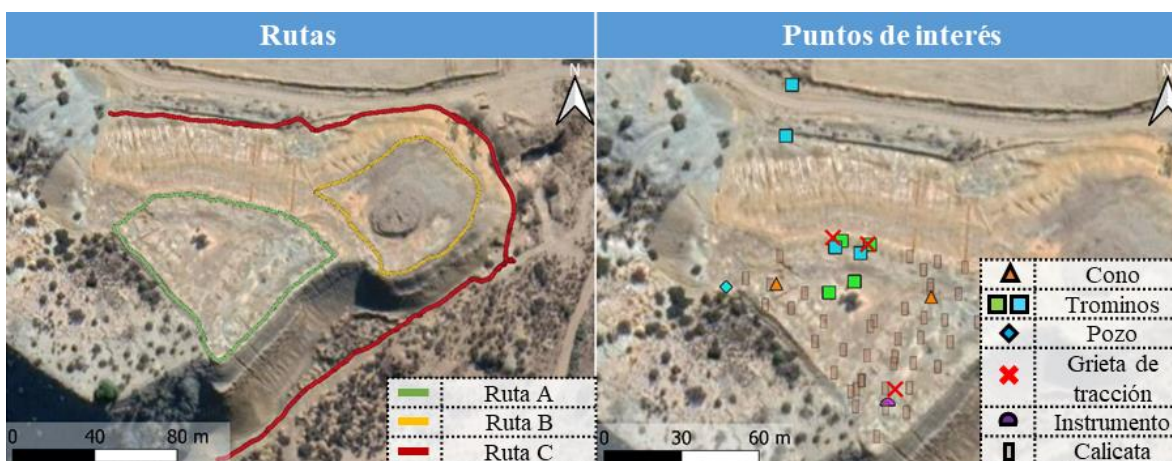 Rutas
N
Ruta A
Ruta B
Ruta C
0 40 80 m
Puntos de interés
N
Cono
Trominos
Pozo
Grieta de
tracción
Instrumento
Calicata
0 30 60 m